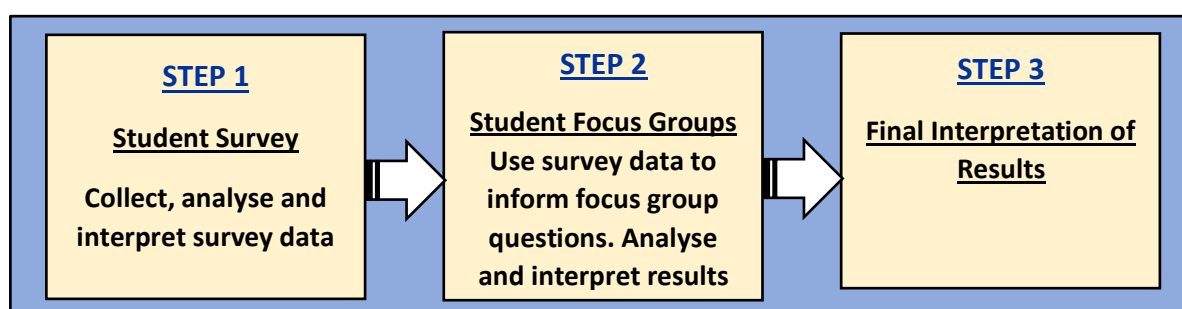 STEP 1
Student Survey
Collect, analyse and
interpret survey data
STEP 2
Student Focus Groups
Use survey data to
inform focus group
questions. Analyse
and interpret results
STEP 3
Final Interpretation of
Results